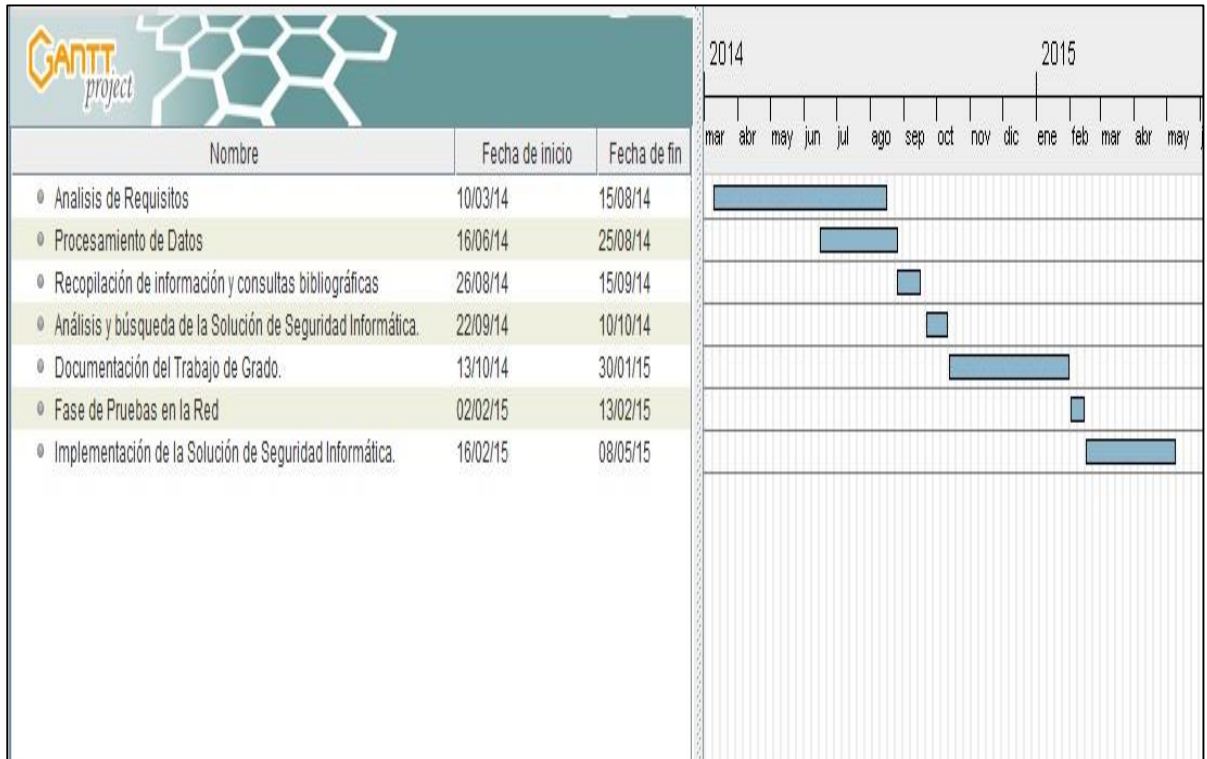 GANTT
project
2014 2015
mar abr may jun jul ago sep oct nov dic ene feb mar abr may
Nombre Fecha de inicio Fecha de fin
Analisis de Requisitos 10/03/14 15/08/14
Procesamiento de Datos 16/06/14 25/08/14
Recopilación de información y consultas bibliográficas 26/08/14 15/09/14
Análisis y búsqueda de la Solución de Seguridad Informática. 22/09/14 10/10/14
Documentación del Trabajo de Grado. 13/10/14 30/01/15
Fase de Pruebas en la Red 02/02/15 13/02/15
Implementación de la Solución de Seguridad Informática. 16/02/15 08/05/15